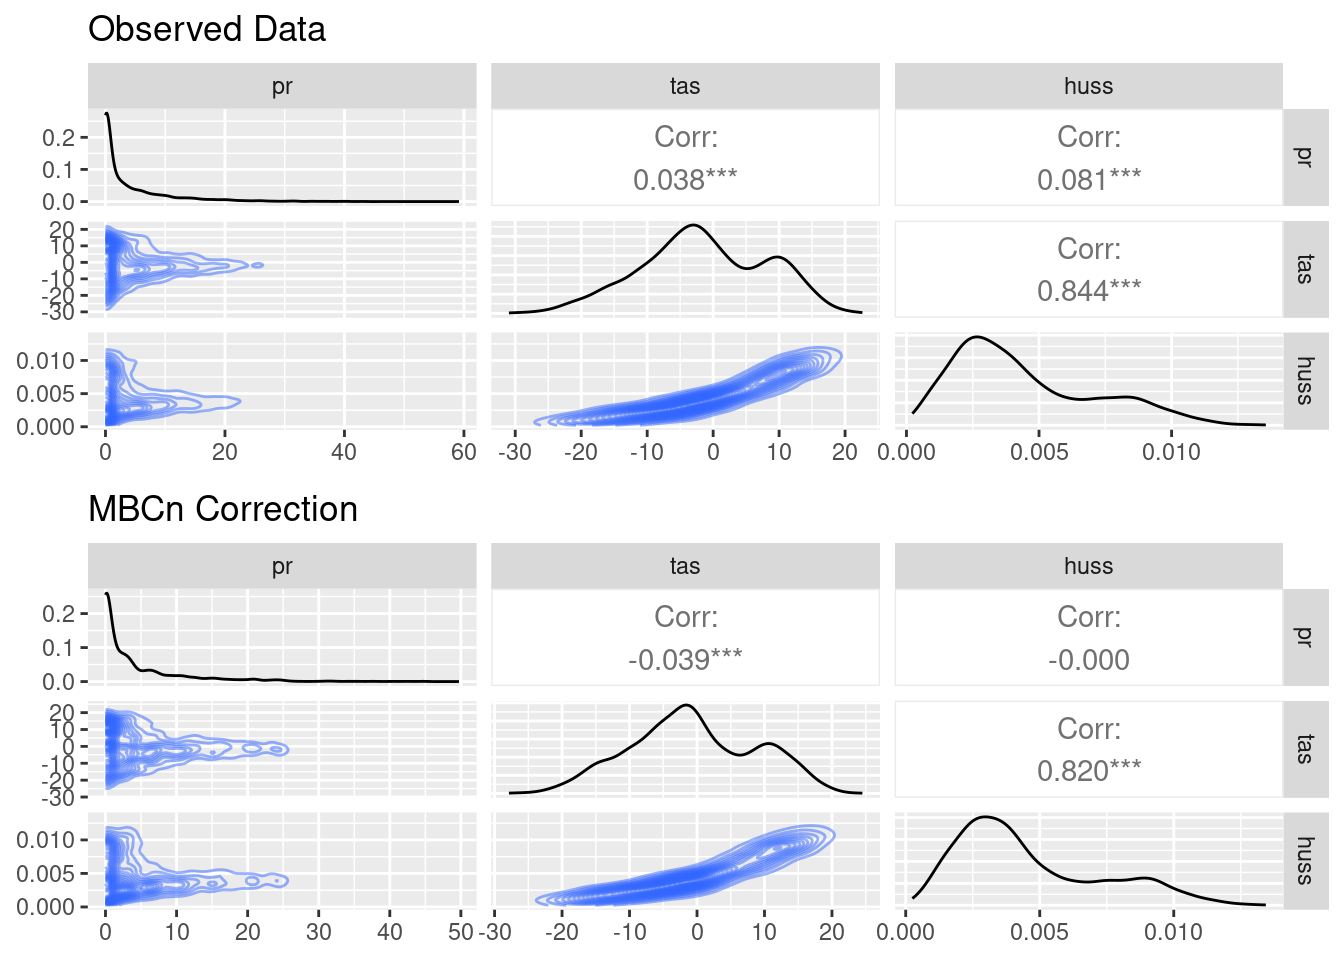 Observed Data
pr
tas
huss
0.2
0.1
0.0
Corr:
0.038***
Corr:
0.081***
pr
20
10
0
-10
-20
-30
Corr:
0.844***
tas
0.010
0.005
0.000
huss
0
20
40
60
-30
-20
-10
0
10
20
0.000
0.005
0.010
MBCn Correction
pr
tas
huss
0.2
0.1
0.0
Corr:
-0.039***
Corr:
-0.000
pr
20
10
0
-10
-20
-30
Corr:
0.820***
tas
0.010
0.005
0.000
huss
0
10
20
30
40
50
-30
-20
-10
0
10
20
0.000
0.005
0.010